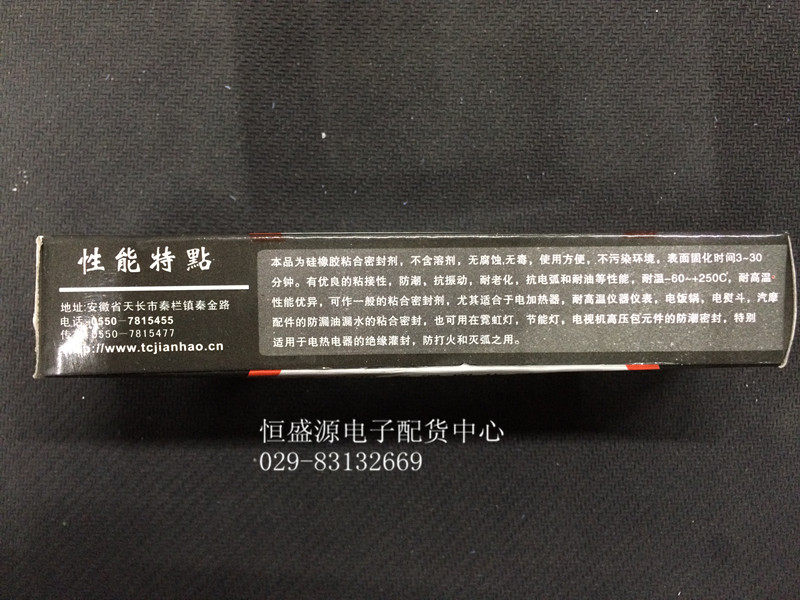 性能特點
地址:安徽省天长市秦栏镇秦金路
电话:0550-7815455
传真:0550-7815477
http://www.tcjianhao.cn
本品为硅橡胶粘合密封剂，不含溶剂，无腐蚀,无霉，使用方便，不污染环境，表面固化时间3-30
分钟。有优良的粘接性，防潮，抗振动，耐老化，抗电弧和耐油等性能，耐温-60~+250℃，耐高温
性能优异，可作一般的粘合密封剂，尤其适合于电加热器，耐高温仪器仪表，电饭锅，电熨斗，汽摩
配件的防漏油漏水的粘合密封，也可用在霓虹灯，节能灯，电视机高压包元件的防潮密封，特别
适用于电热电器的绝缘灌封，防打火和灭弧之用。
恒盛源电子配货中心
029-83132669